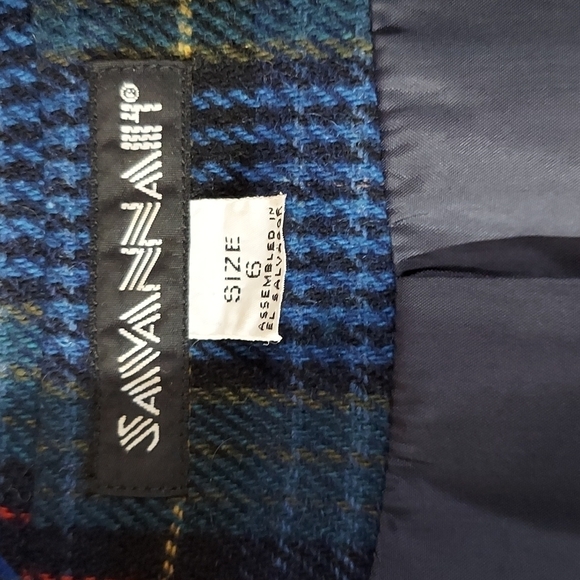 SAVANNAH®
SIZE
6
ASSEMBLED IN
EL SALVADOR